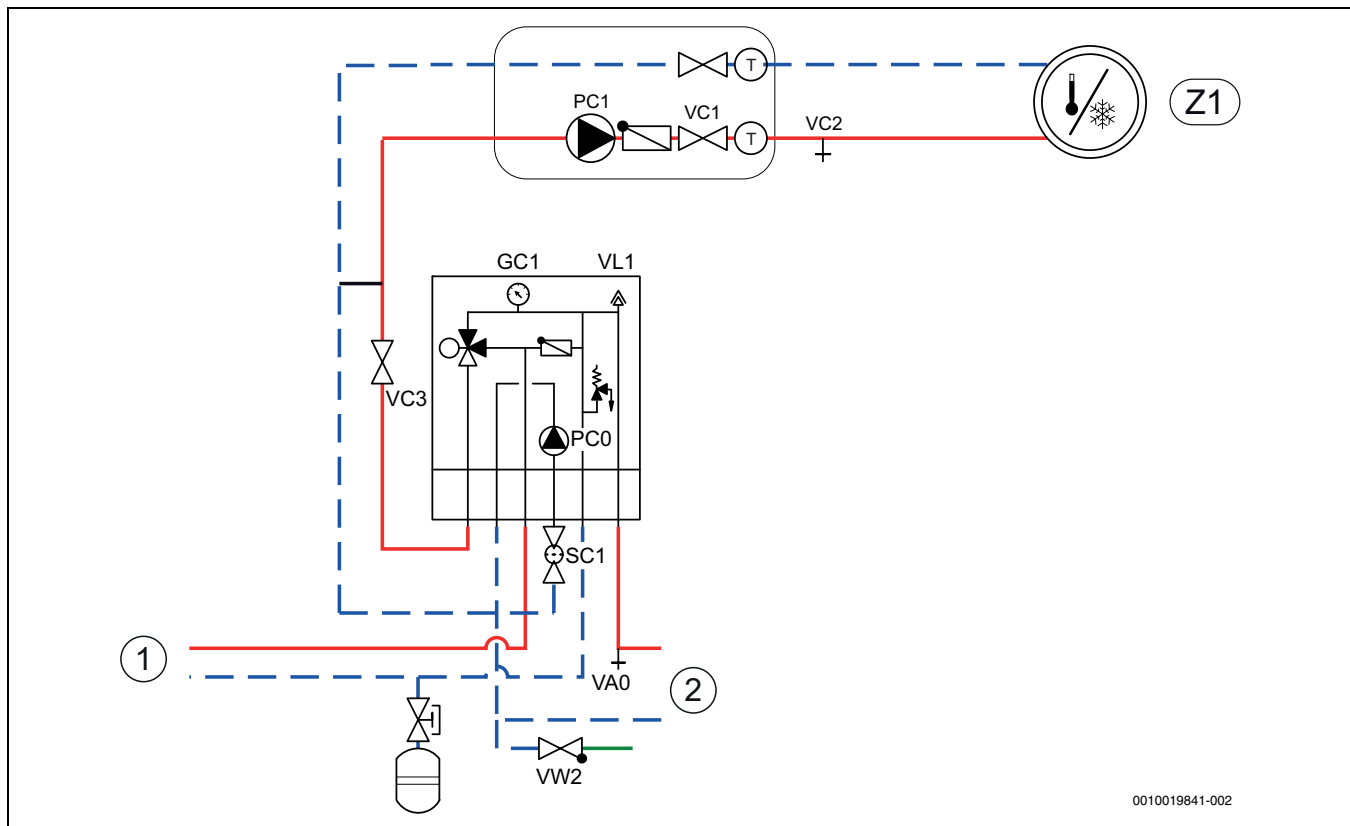 T
PC1
VC1
T
VC2
Z1
GC1
VL1
VC3
PC0
SC1
1
VA0
2
VW2
0010019841-002